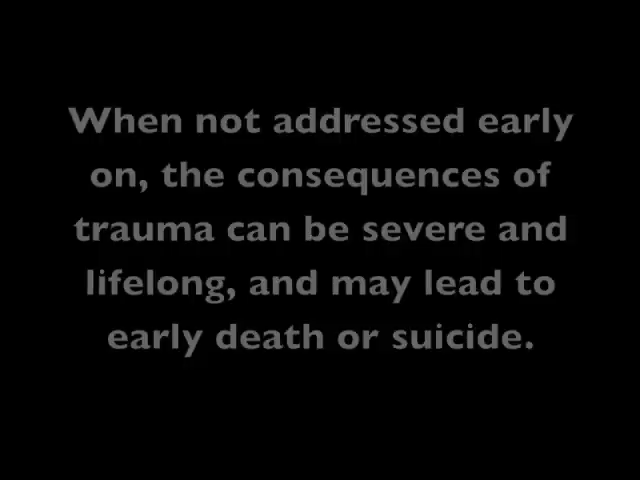 When not addressed early
on, the consequences of
trauma can be severe and
lifelong, and may lead to
early death or suicide.